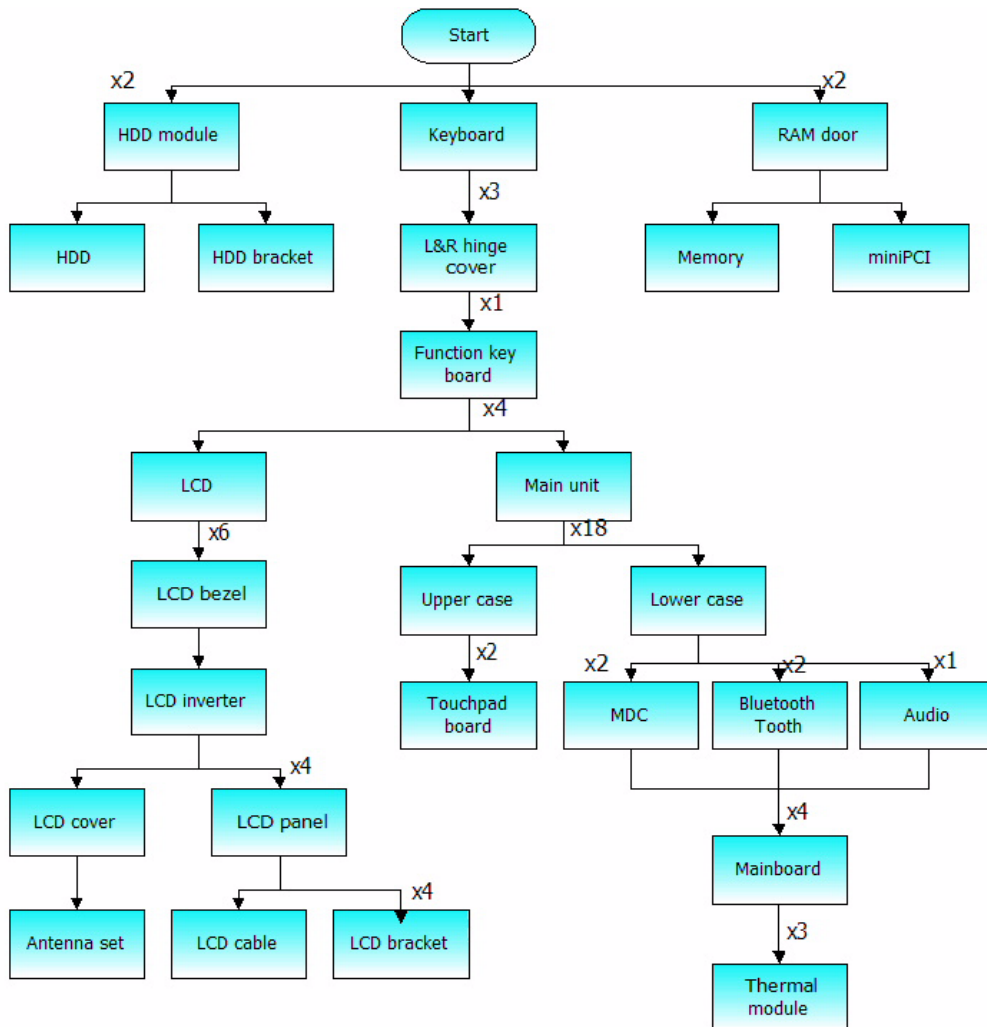 Start
x2
x2
HDD module
Keyboard
RAM door
x3
HDD
HDD bracket
L&R hinge
cover
Memory
miniPCI
x1
Function key
board
x4
LCD
Main unit
x6
x18
LCD bezel
Upper case
Lower case
x2
x2
x2
x1
LCD inverter
Touchpad
board
MDC
Bluetooth
Tooth
Audio
x4
LCD cover
LCD panel
x4
Mainboard
x4
Antenna set
LCD cable
LCD bracket
x3
Thermal
module